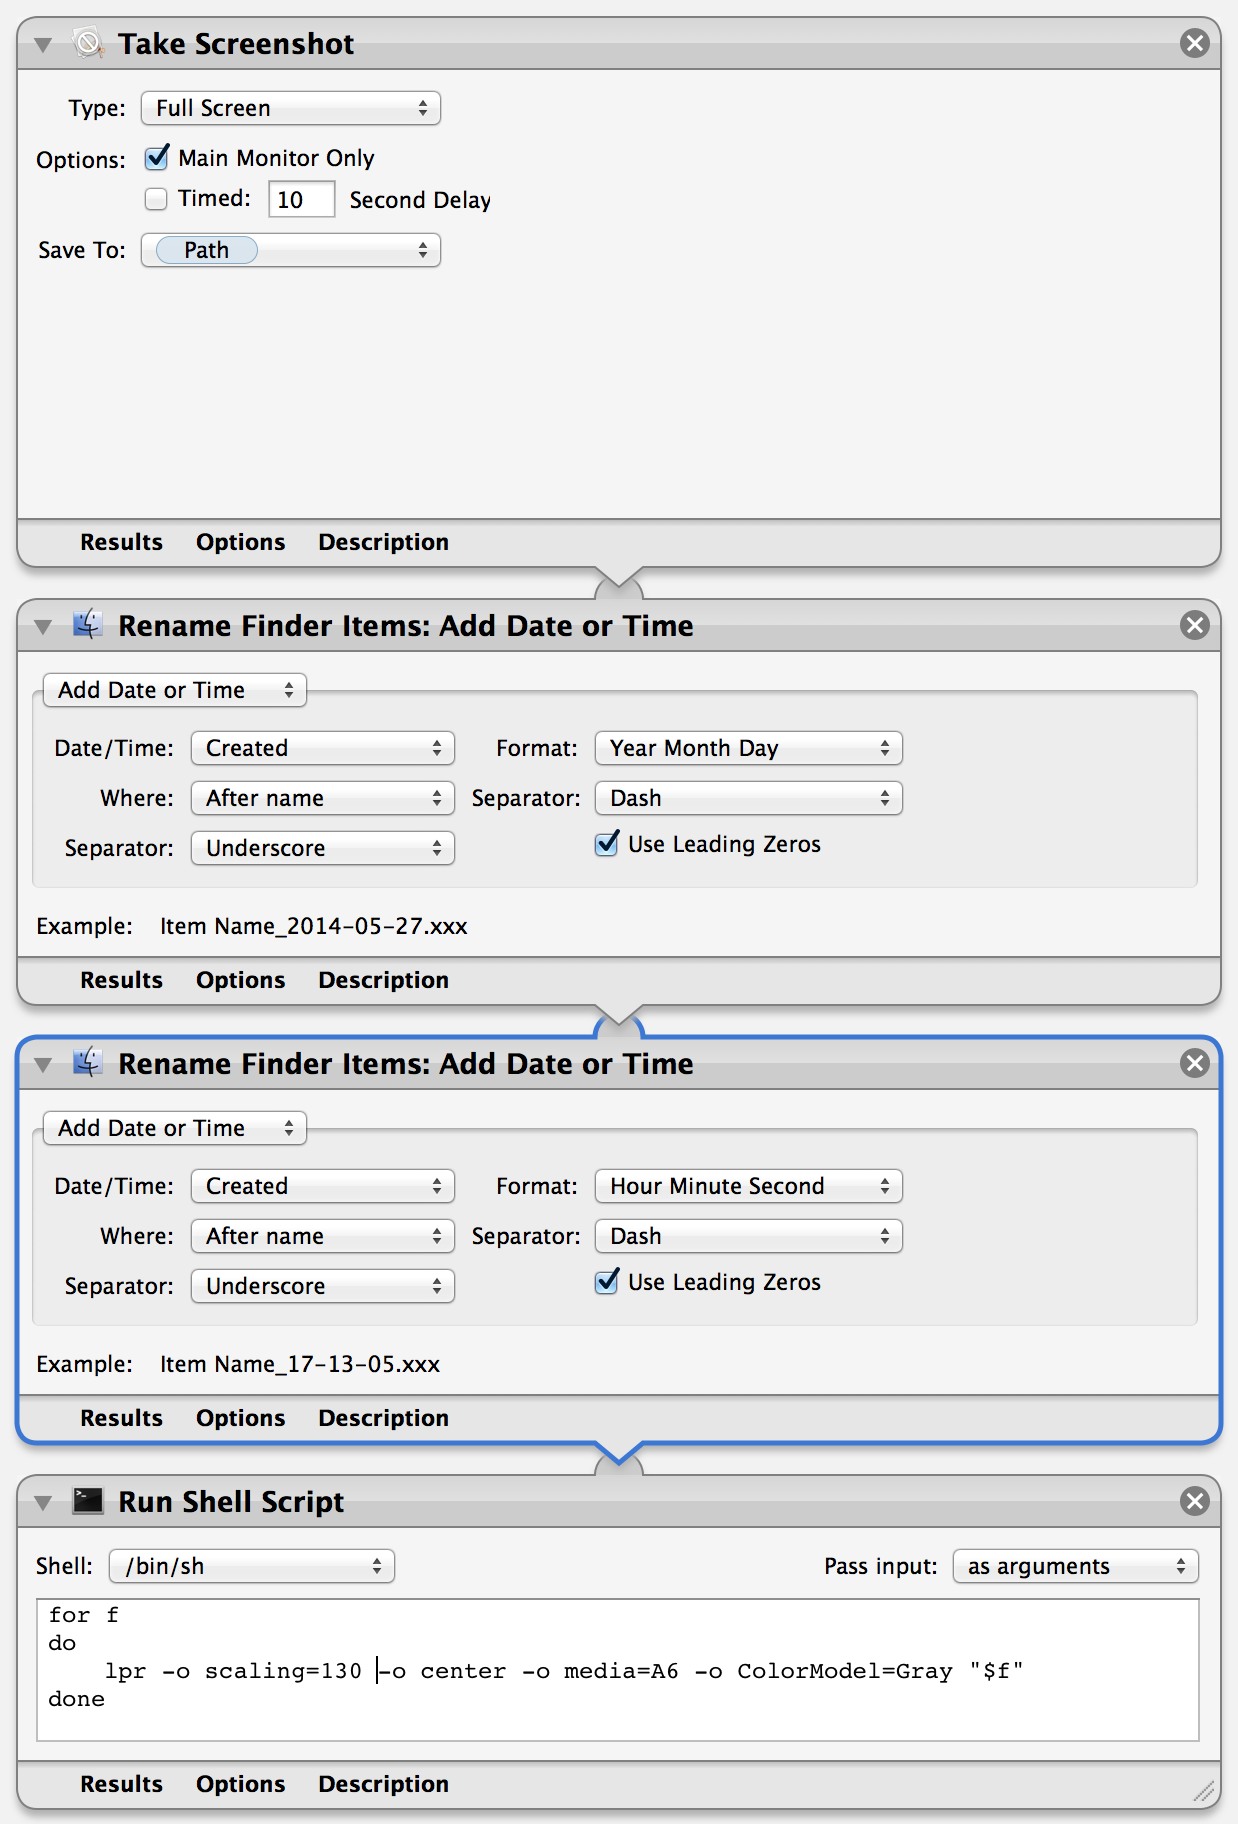 Take Screenshot
Type: Full Screen
Options: Main Monitor Only
Timed: 10 Second Delay
Save To: Path
Results Options Description
Rename Finder Items: Add Date or Time
Add Date or Time
Date/Time: Created Format: Year Month Day
Where: After name Separator: Dash
Separator: Underscore Use Leading Zeros
Example: Item Name_2014-05-27.xxx
Results Options Description
Rename Finder Items: Add Date or Time
Add Date or Time
Date/Time: Created Format: Hour Minute Second
Where: After name Separator: Dash
Separator: Underscore Use Leading Zeros
Example: Item Name_17-13-05.xxx
Results Options Description
Run Shell Script
Shell: /bin/sh Pass input: as arguments
for f
do
    lpr -o scaling=130 -o center -o media=A6 -o ColorModel=Gray "$f"
done
Results Options Description